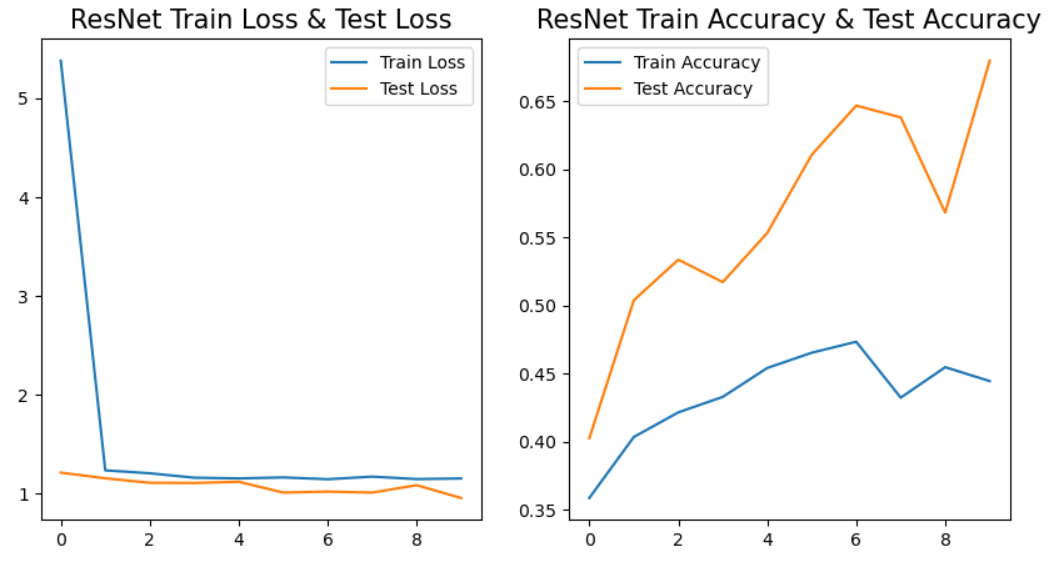 ResNet Train Loss & Test Loss
Train Loss
Test Loss
5
4
3
2
1
0 2 4 6 8
ResNet Train Accuracy & Test Accuracy
Train Accuracy
Test Accuracy
0.65
0.60
0.55
0.50
0.45
0.40
0.35
0 2 4 6 8